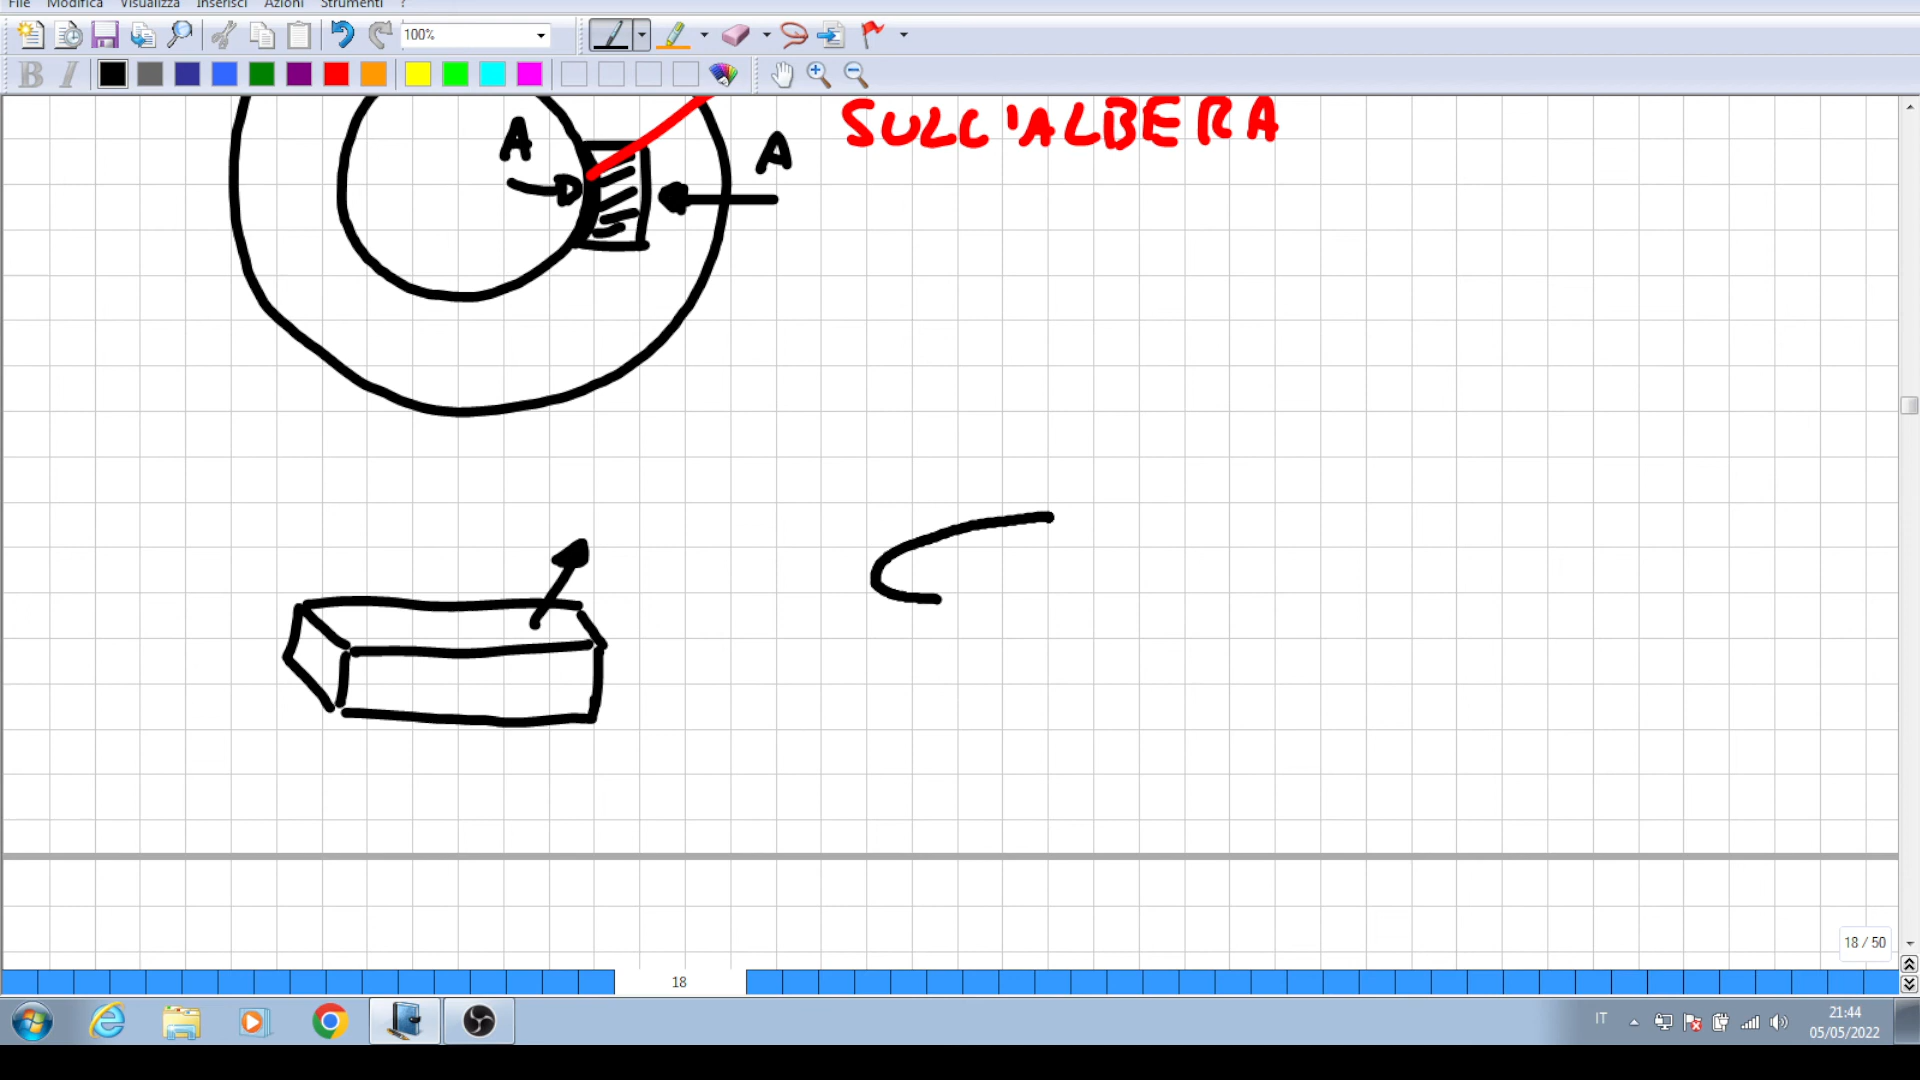 File Modifica Visualizza Inserisci Azioni Strumenti ?
100%
B I
SULL'ALBERA
A
A
18 / 50
18
IT
21:44
05/05/2022